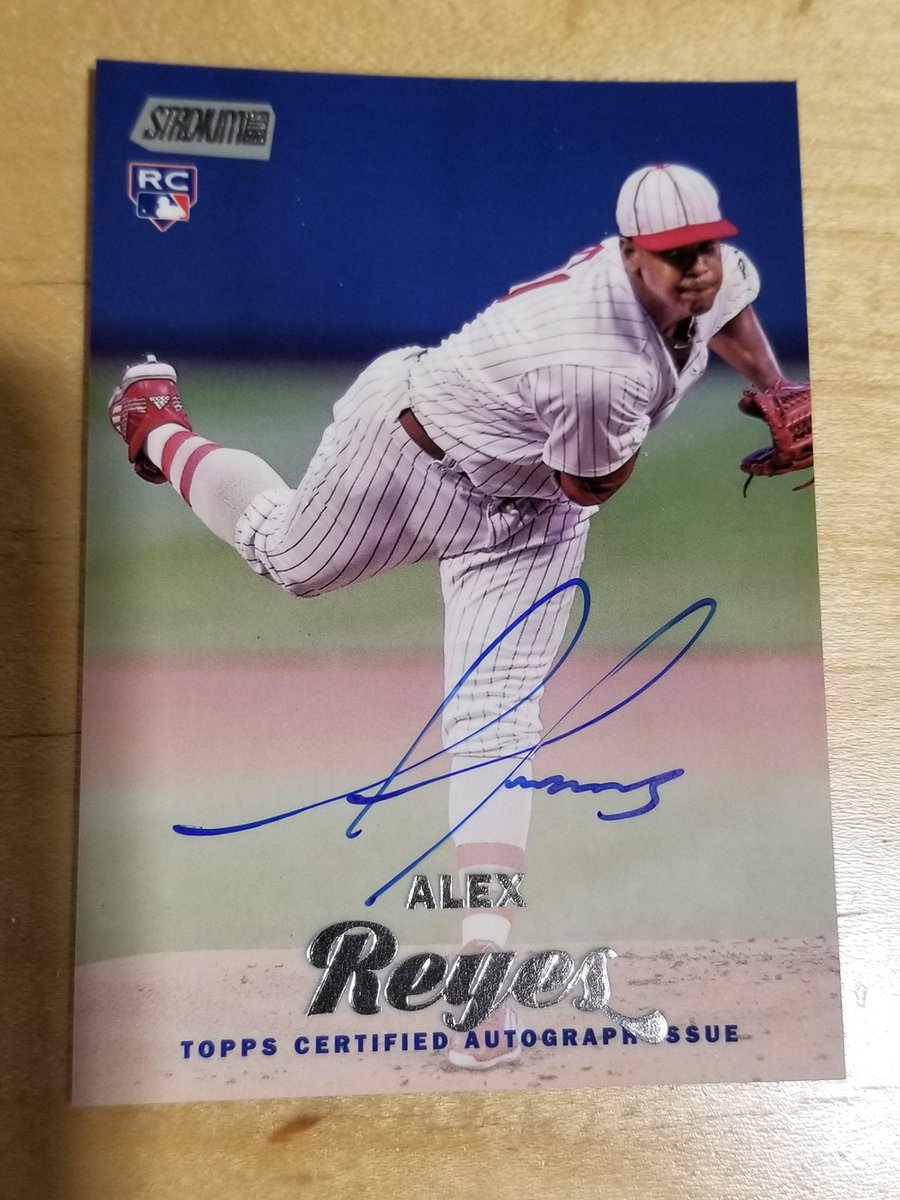 STADIUM CLUB
RC
ALEX
Reyes
TOPPS CERTIFIED AUTOGRAPH ISSUE